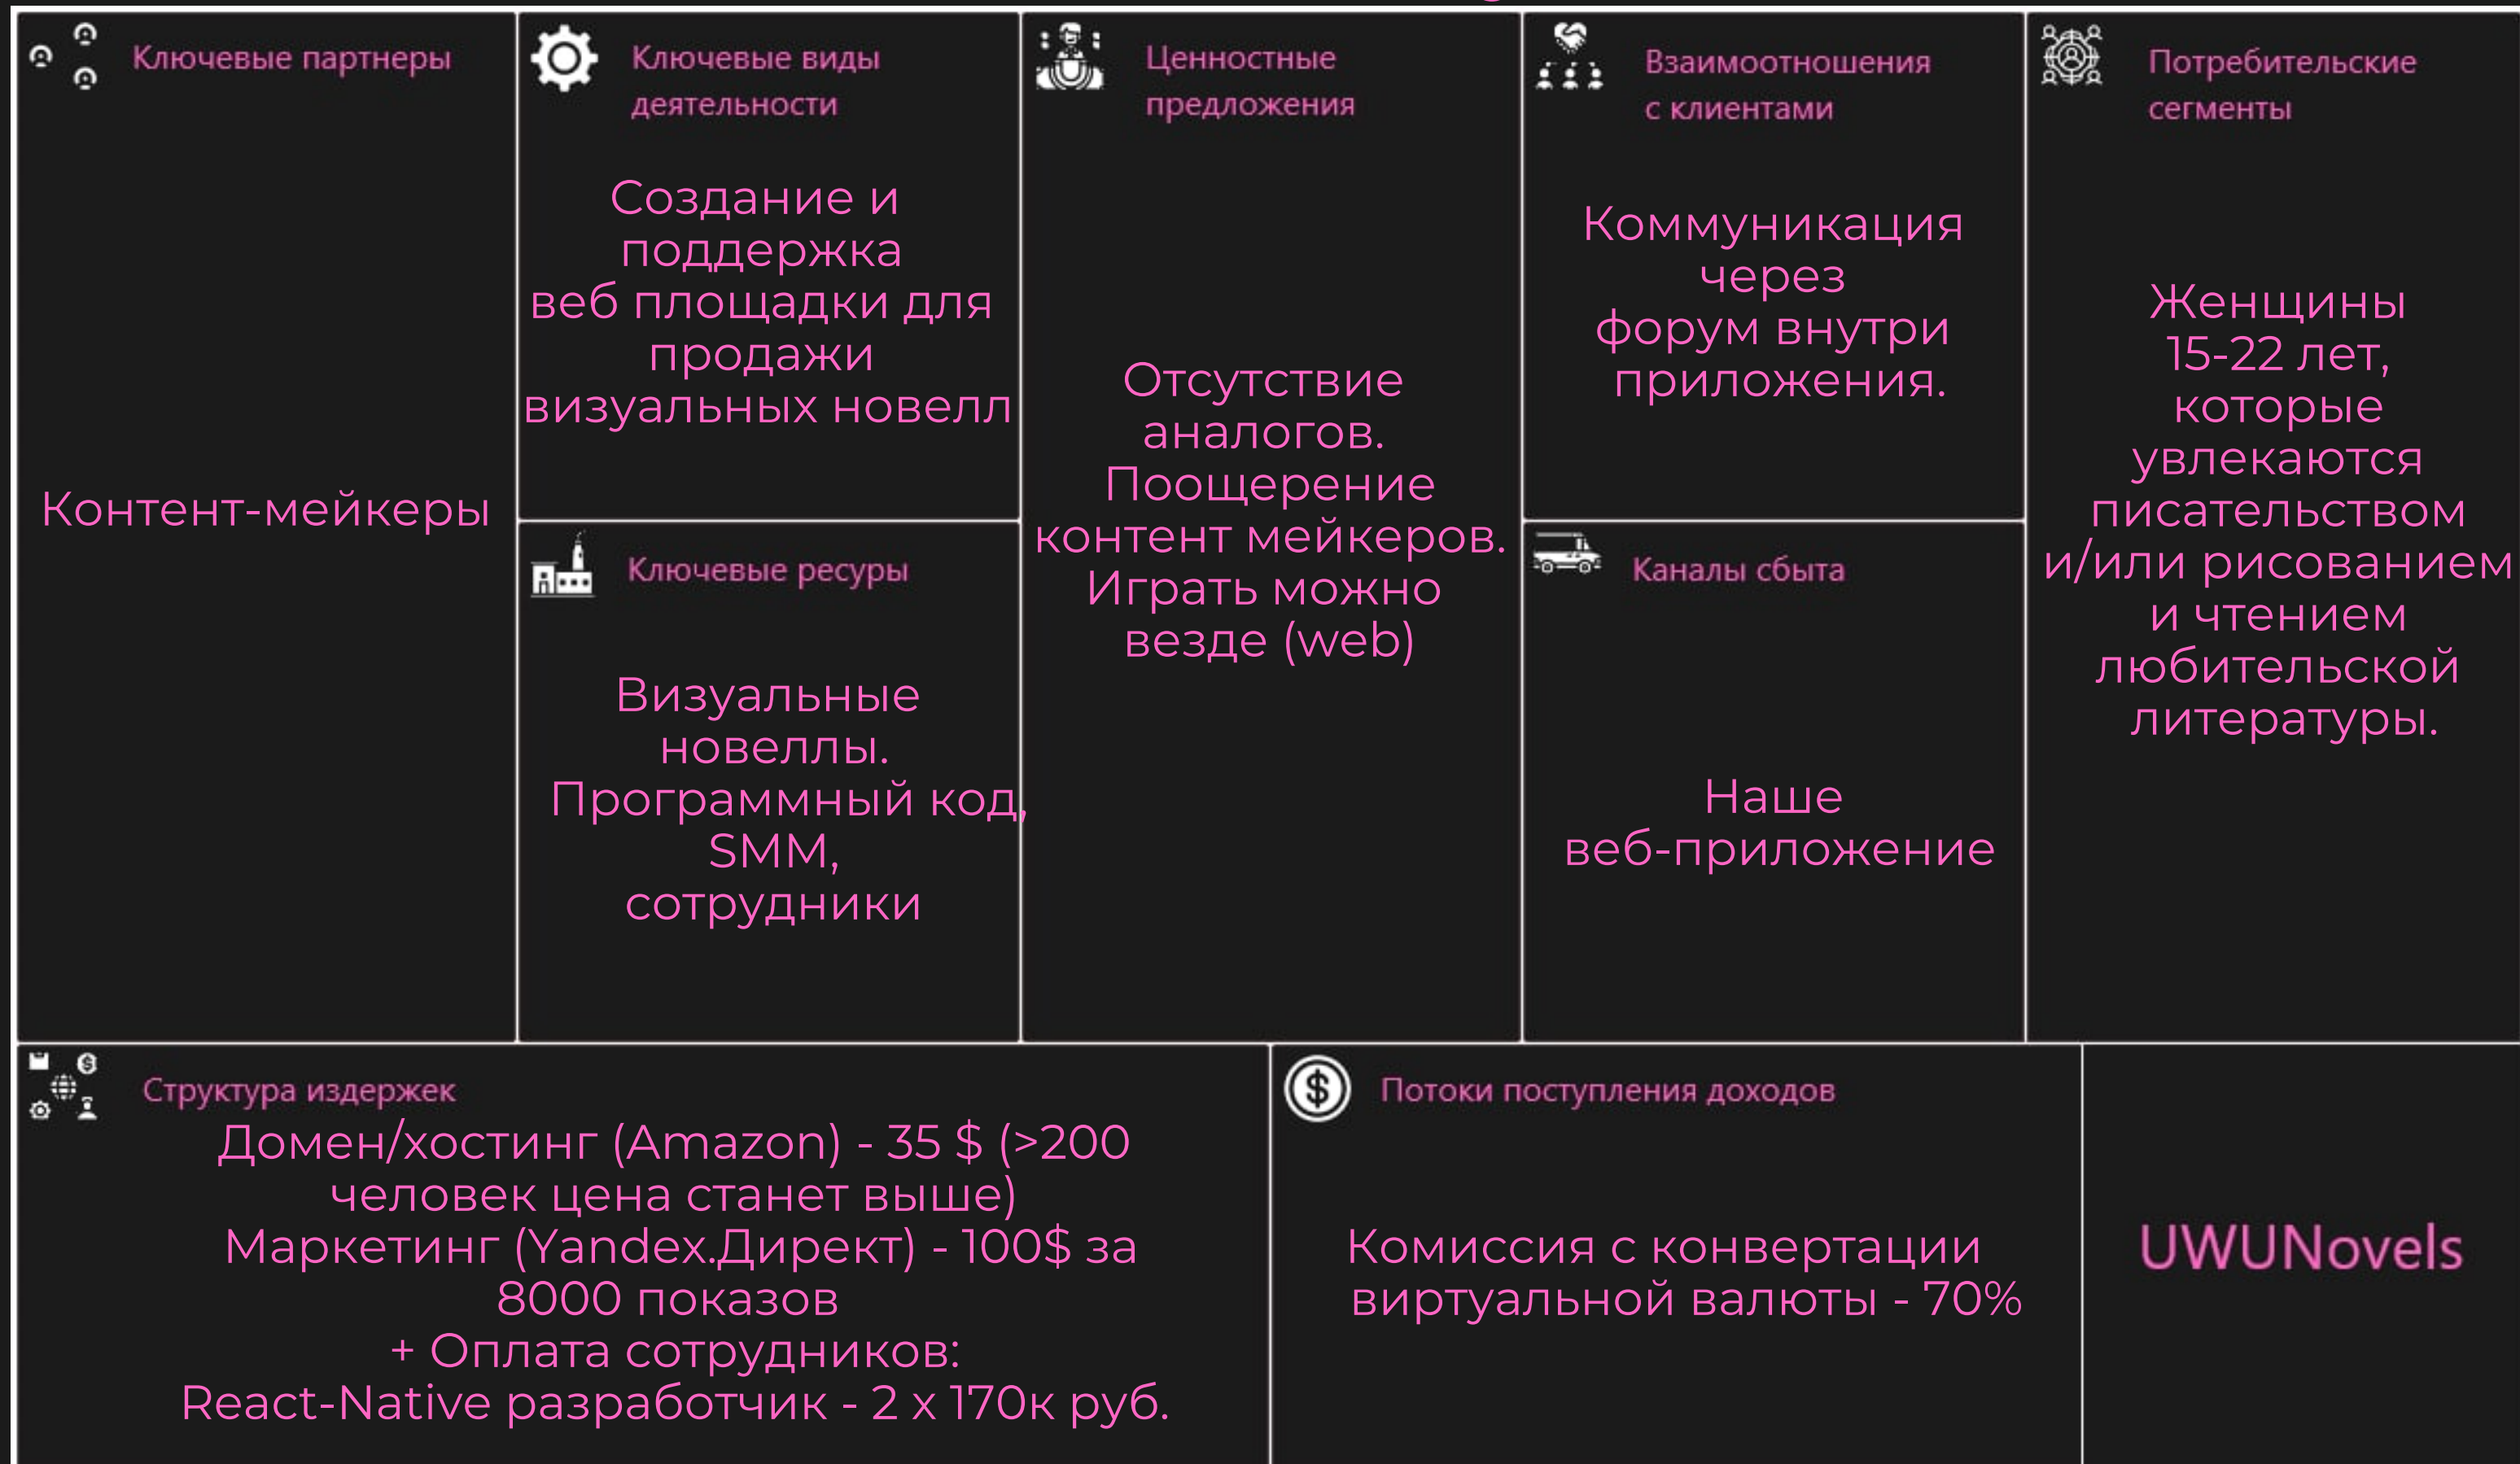 Ключевые партнеры
Контент-мейкеры
Ключевые виды
деятельности
Создание и
поддержка
веб площадки для
продажи
визуальных новелл
Ключевые ресуры
Визуальные
новеллы.
Программный код,
SMM,
сотрудники
Ценностные
предложения
Отсутствие
аналогов.
Поощерение
контент мейкеров.
Играть можно
везде (web)
Взаимоотношения
с клиентами
Коммуникация
через
форум внутри
приложения.
Каналы сбыта
Наше
веб-приложение
Потребительские
сегменты
Женщины
15-22 лет,
которые
увлекаются
писательством
и/или рисованием
и чтением
любительской
литературы.
Структура издержек
Домен/хостинг (Amazon) - 35 $ (>200
человек цена станет выше)
Маркетинг (Yandex.Директ) - 100$ за
8000 показов
+ Оплата сотрудников:
React-Native разработчик - 2 x 170к руб.
Потоки поступления доходов
Комиссия с конвертации
виртуальной валюты - 70%
UWUNovels